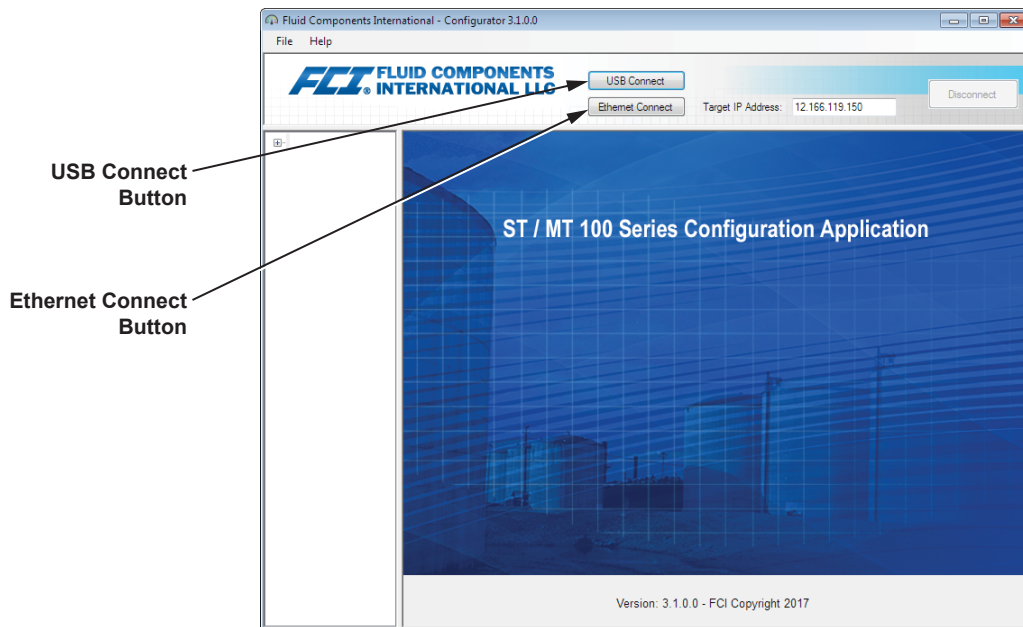 Fluid Components International - Configurator 3.1.0.0
File Help
FCI® FLUID COMPONENTS
INTERNATIONAL LLC
USB Connect
Ethernet Connect
Target IP Address: 12.166.119.150
Disconnect
USB Connect
Button
Ethernet Connect
Button
ST / MT 100 Series Configuration Application
Version: 3.1.0.0 - FCI Copyright 2017